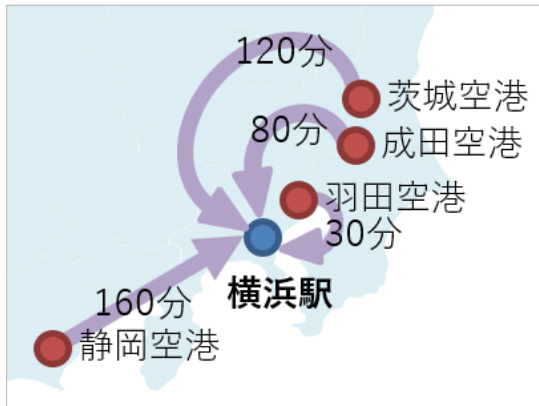 120分
茨城空港
80分
成田空港
羽田空港
30分
横浜駅
160分
静岡空港